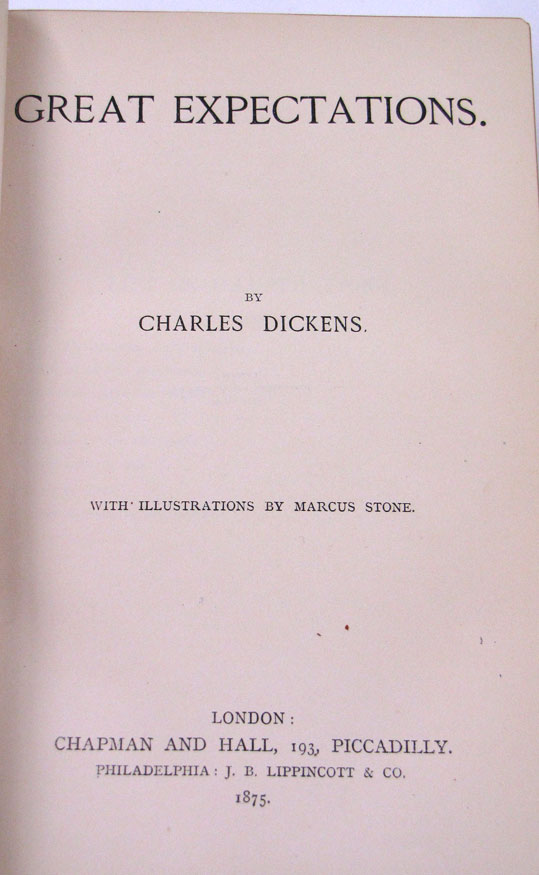 GREAT EXPECTATIONS.
BY
CHARLES DICKENS.
WITH ILLUSTRATIONS BY MARCUS STONE.
LONDON:
CHAPMAN AND HALL, 193, PICCADILLY.
PHILADELPHIA: J. B. LIPPINCOTT & CO.
1875.